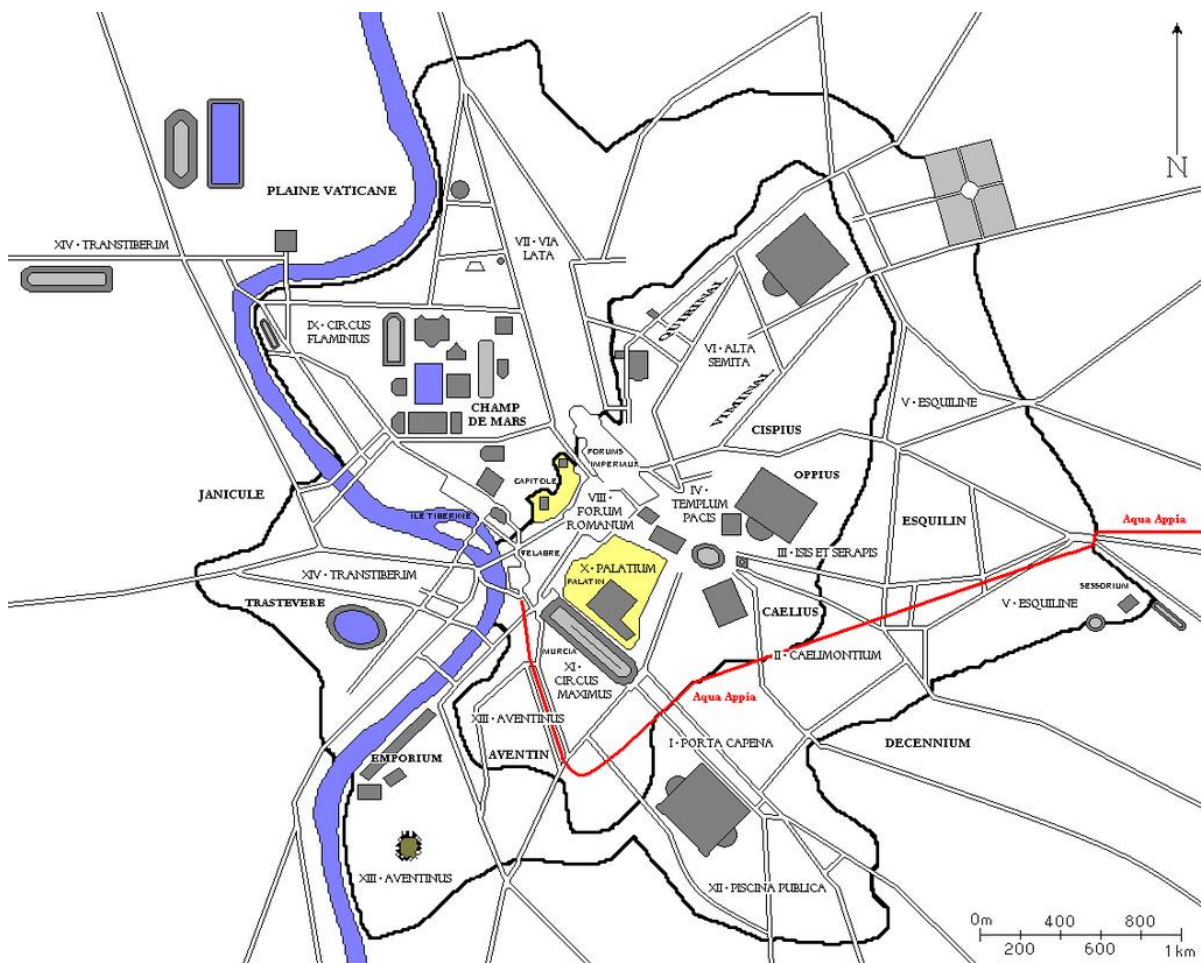 PLAINE VATICANE
N
XIV · TRANSTIBERIM
VII · VIA
LATA
IX · CIRCUS
FLAMINIUS
QUIRINAL
VI · ALTA
SEMITA
VIMINAL
CHAMP
DE MARS
V · ESQUILINE
CISPIUS
FORUMS
IMPERIAUX
OPPIUS
CAPITOLE
JANICULE
VIII ·
FORUM
ROMANUM
IV ·
TEMPLUM
PACIS
ESQUILIN
ILE TIBERINE
Aqua Appia
VELABRE
III · ISIS ET SERAPIS
X · PALATIUM
XIV · TRANSTIBERIM
PALATIN
SESSORIUM
TRASTEVERE
CAELIUS
V · ESQUILINE
MURCIA
II · CAELIMONTIUM
XI ·
CIRCUS
MAXIMUS
Aqua Appia
XIII · AVENTINUS
I · PORTA CAPENA
DECENNIUM
EMPORIUM
AVENTIN
XIII · AVENTINUS
XII · PISCINA PUBLICA
0m 400 800
200 600 1km